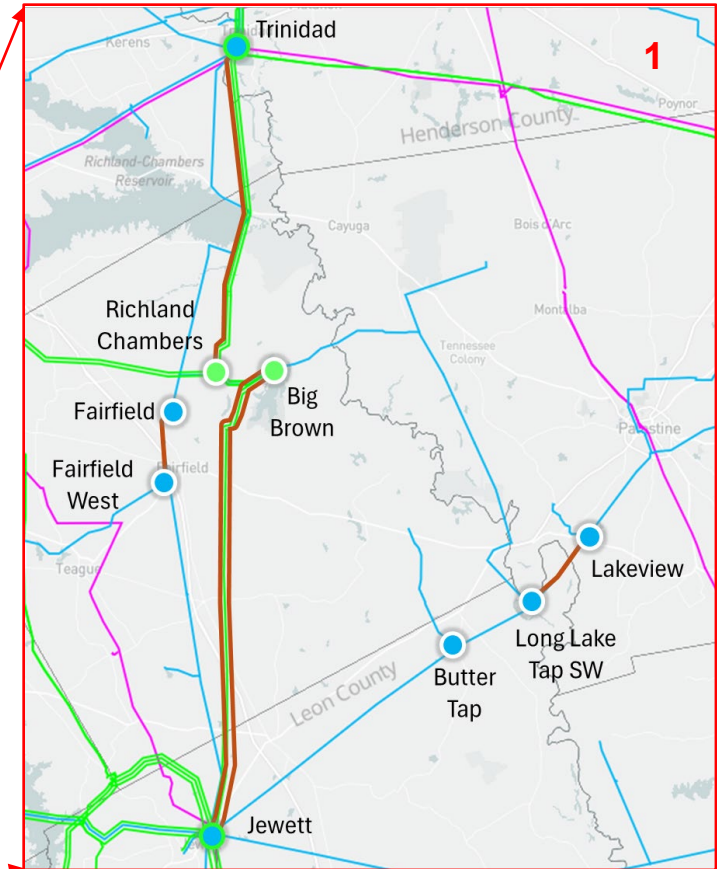 Trinidad
1
Kerens
Poynor
Henderson County
Richland-Chambers
Reservoir
Cayuga
Bois d'Arc
Richland
Chambers
Montalba
Tennessee
Colony
Big
Brown
Fairfield
Palestine
Fairfield
West
Fairfield
Lakeview
Teague
Long Lake
Tap SW
Butter
Tap
Leon County
Jewett